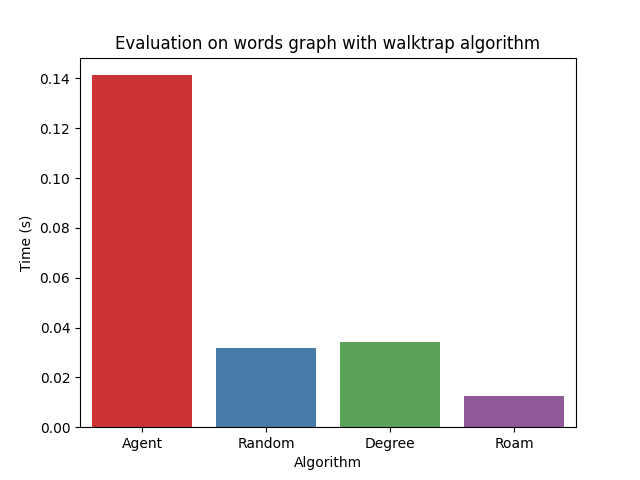 Evaluation on words graph with walktrap algorithm
0.14
0.12
0.10
0.08
0.06
0.04
0.02
0.00
Time (s)
Agent Random Degree Roam
Algorithm